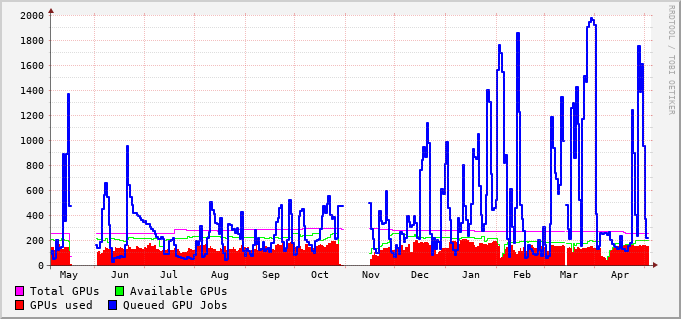 2000
1800
1600
1400
1200
1000
800
600
400
200
0
May Jun Jul Aug Sep Oct Nov Dec Jan Feb Mar Apr
Total GPUs Available GPUs
GPUs used Queued GPU Jobs
RRDTOOL / TOBI OETIKER